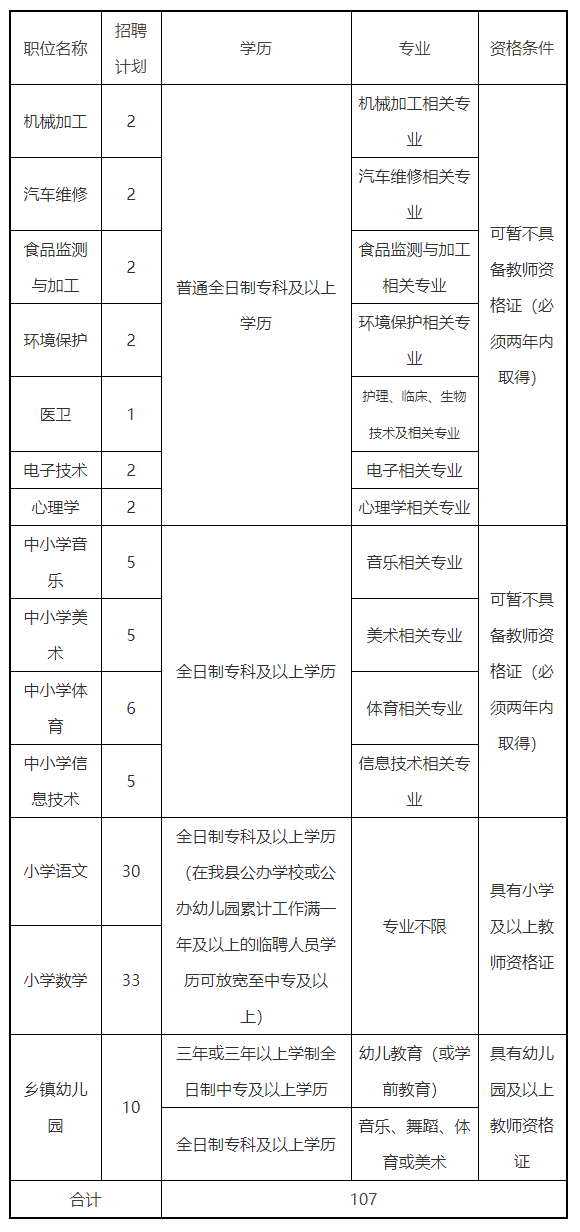 职位名称
招聘
计划
学历
专业
资格条件
机械加工
2
普通全日制专科及以上
学历
机械加工相关专
业
可暂不具
备教师资
格证（必
须两年内
取得）
汽车维修
2
汽车维修相关专
业
食品监测
与加工
2
食品监测与加工
相关专业
环境保护
2
环境保护相关专
业
医卫
1
护理、临床、生物
技术及相关专业
电子技术
2
电子相关专业
心理学
2
心理学相关专业
中小学音
乐
5
全日制专科及以上学历
音乐相关专业
可暂不具
备教师资
格证（必
须两年内
取得）
中小学美
术
5
美术相关专业
中小学体
育
6
体育相关专业
中小学信
息技术
5
信息技术相关专
业
小学语文
30
全日制专科及以上学历
（在我县公办学校或公
办幼儿园累计工作满一
年及以上的临聘人员学
历可放宽至中专及以
上）
专业不限
具有小学
及以上教
师资格证
小学数学
33
乡镇幼儿
园
10
三年或三年以上学制全
日制中专及以上学历
幼儿教育（或学
前教育）
具有幼儿
园及以上
教师资格
证
全日制专科及以上学历
音乐、舞蹈、体
育或美术
合计
107